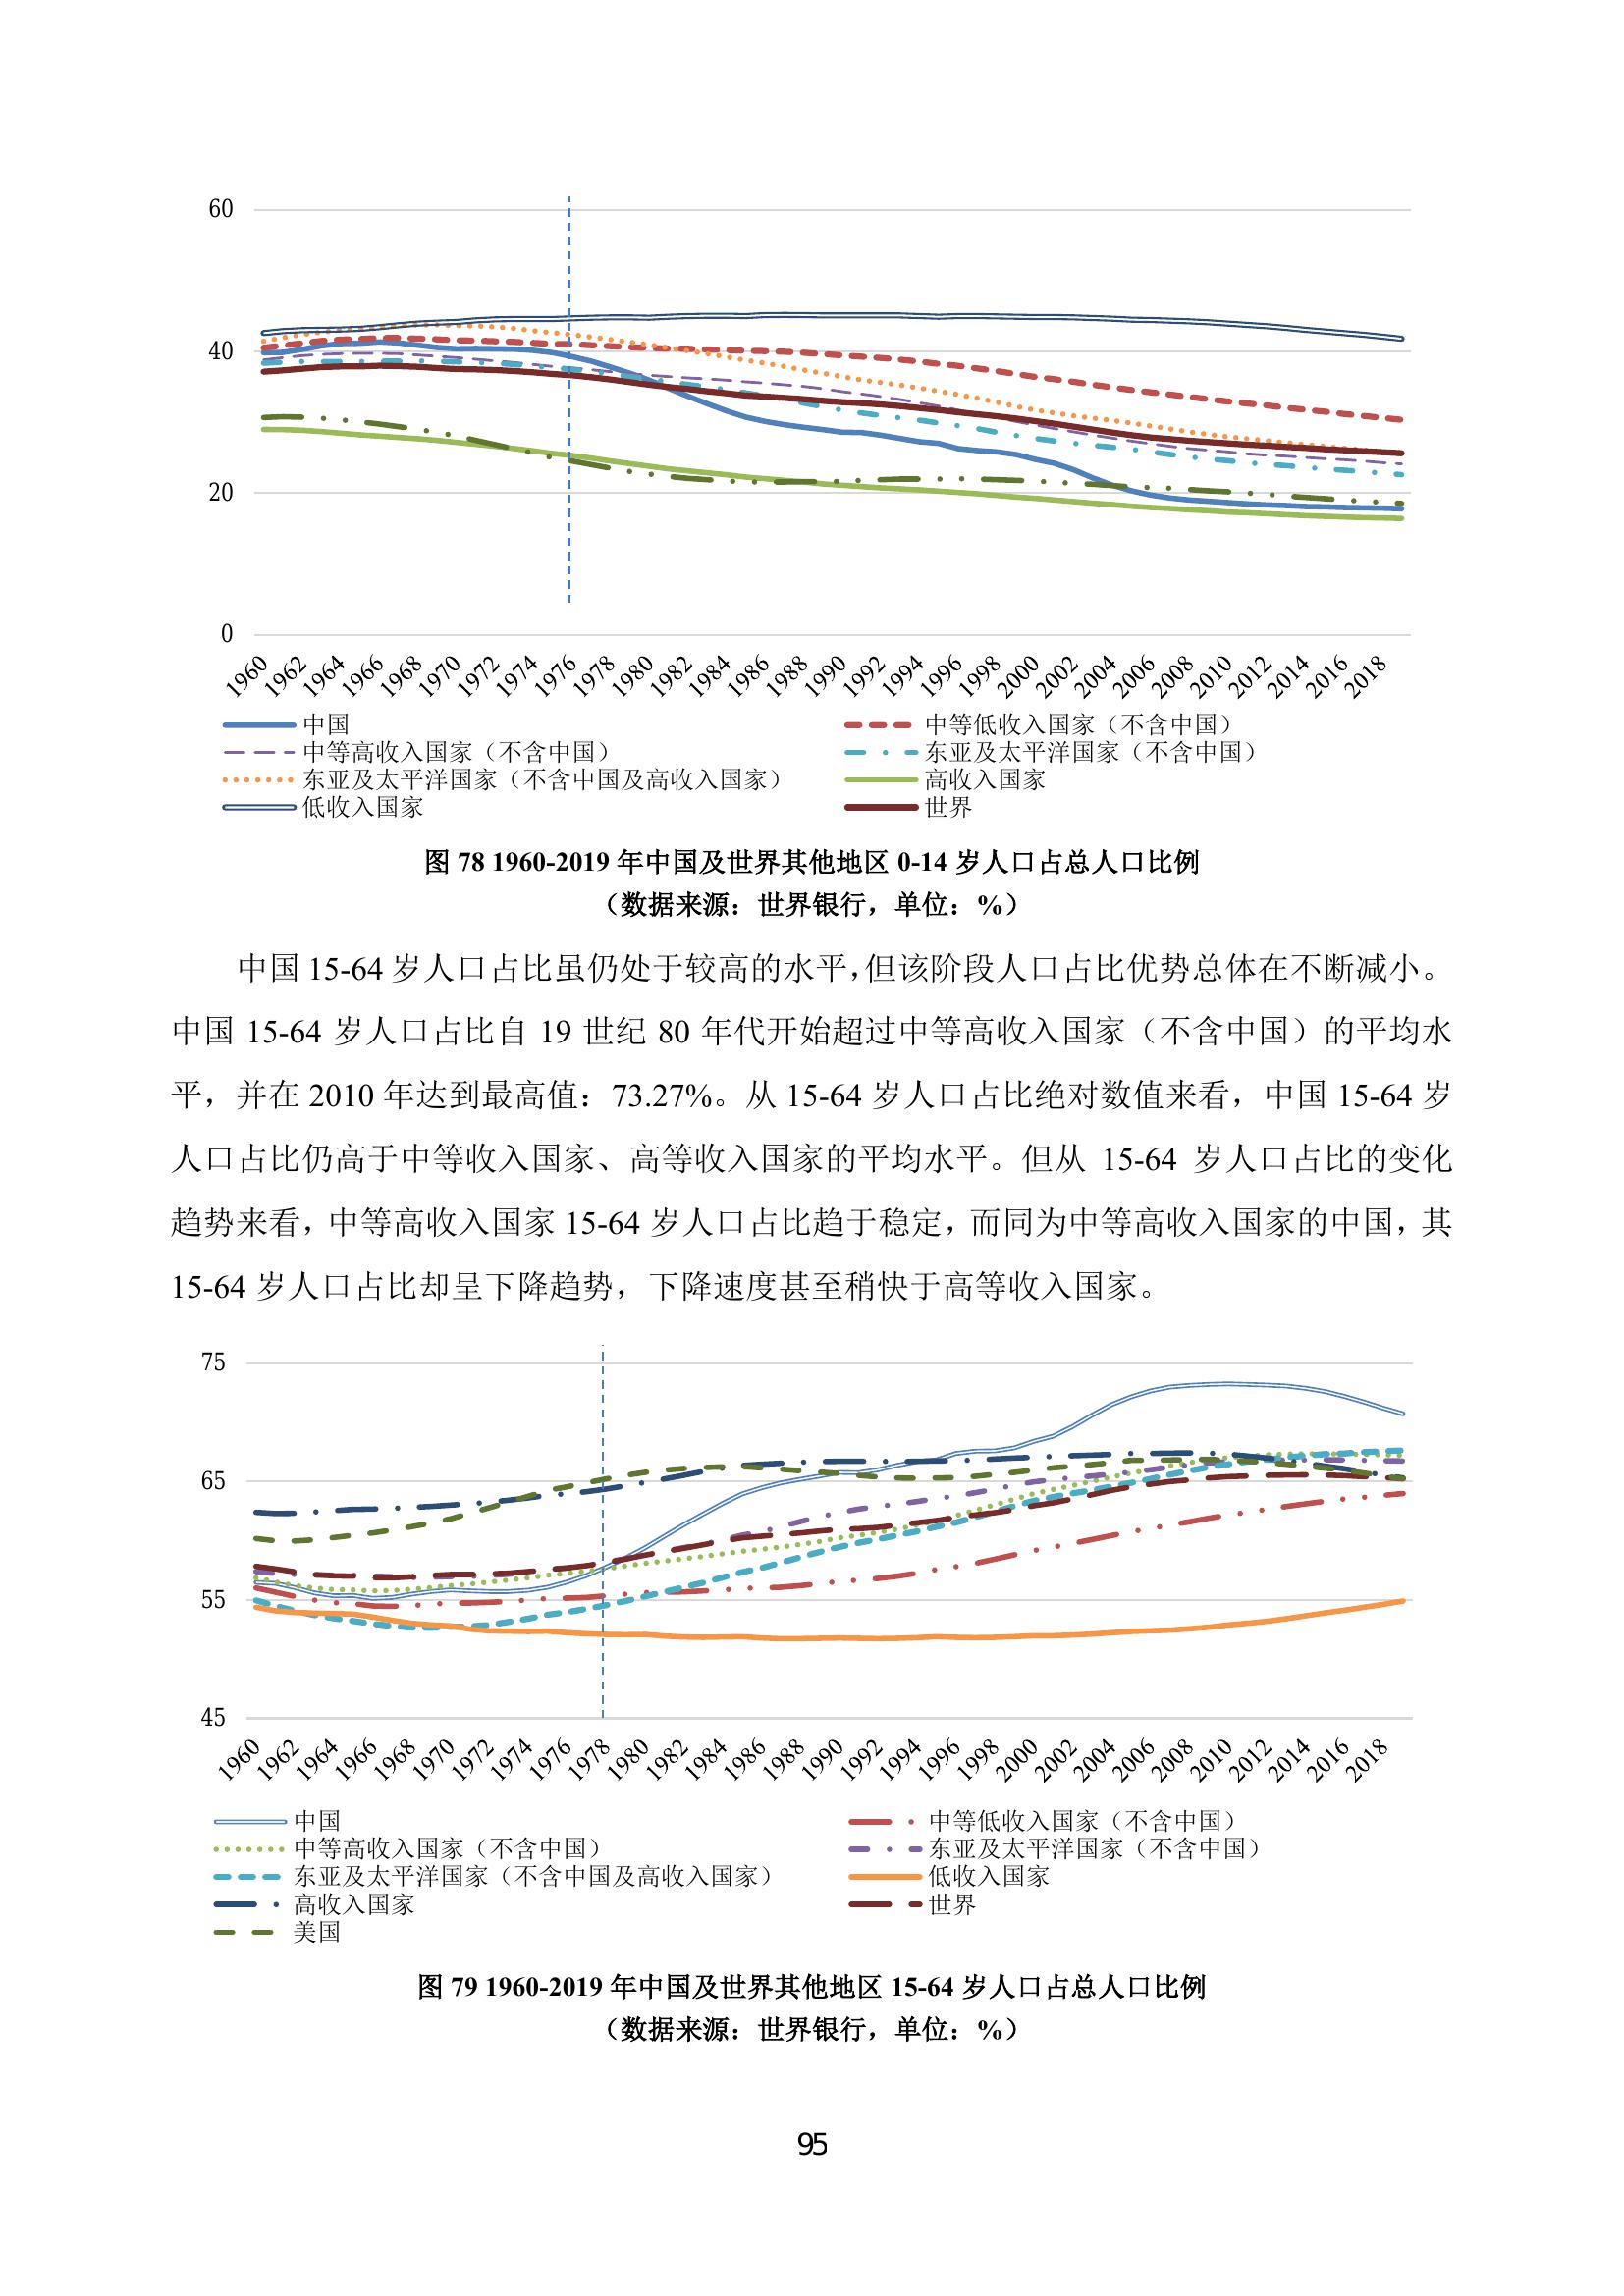 60
40
20
0
1960 1962 1964 1966 1968 1970 1972 1974 1976 1978 1980 1982 1984 1986 1988 1990 1992 1994 1996 1998 2000 2002 2004 2006 2008 2010 2012 2014 2016 2018
中国 中等低收入国家（不含中国）
中等高收入国家（不含中国） 东亚及太平洋国家（不含中国）
东亚及太平洋国家（不含中国及高收入国家） 高收入国家
低收入国家 世界
图 78 1960-2019 年中国及世界其他地区 0-14 岁人口占总人口比例
（数据来源：世界银行，单位：%）
中国 15-64 岁人口占比虽仍处于较高的水平，但该阶段人口占比优势总体在不断减小。
中国 15-64 岁人口占比自 19 世纪 80 年代开始超过中等高收入国家（不含中国）的平均水
平，并在 2010 年达到最高值：73.27%。从 15-64 岁人口占比绝对数值来看，中国 15-64 岁
人口占比仍高于中等收入国家、高等收入国家的平均水平。但从 15-64 岁人口占比的变化
趋势来看，中等高收入国家 15-64 岁人口占比趋于稳定，而同为中等高收入国家的中国，其
15-64 岁人口占比却呈下降趋势，下降速度甚至稍快于高等收入国家。
75
65
55
45
1960 1962 1964 1966 1968 1970 1972 1974 1976 1978 1980 1982 1984 1986 1988 1990 1992 1994 1996 1998 2000 2002 2004 2006 2008 2010 2012 2014 2016 2018
中国 中等低收入国家（不含中国）
中等高收入国家（不含中国） 东亚及太平洋国家（不含中国）
东亚及太平洋国家（不含中国及高收入国家） 低收入国家
高收入国家 世界
美国
图 79 1960-2019 年中国及世界其他地区 15-64 岁人口占总人口比例
（数据来源：世界银行，单位：%）
95